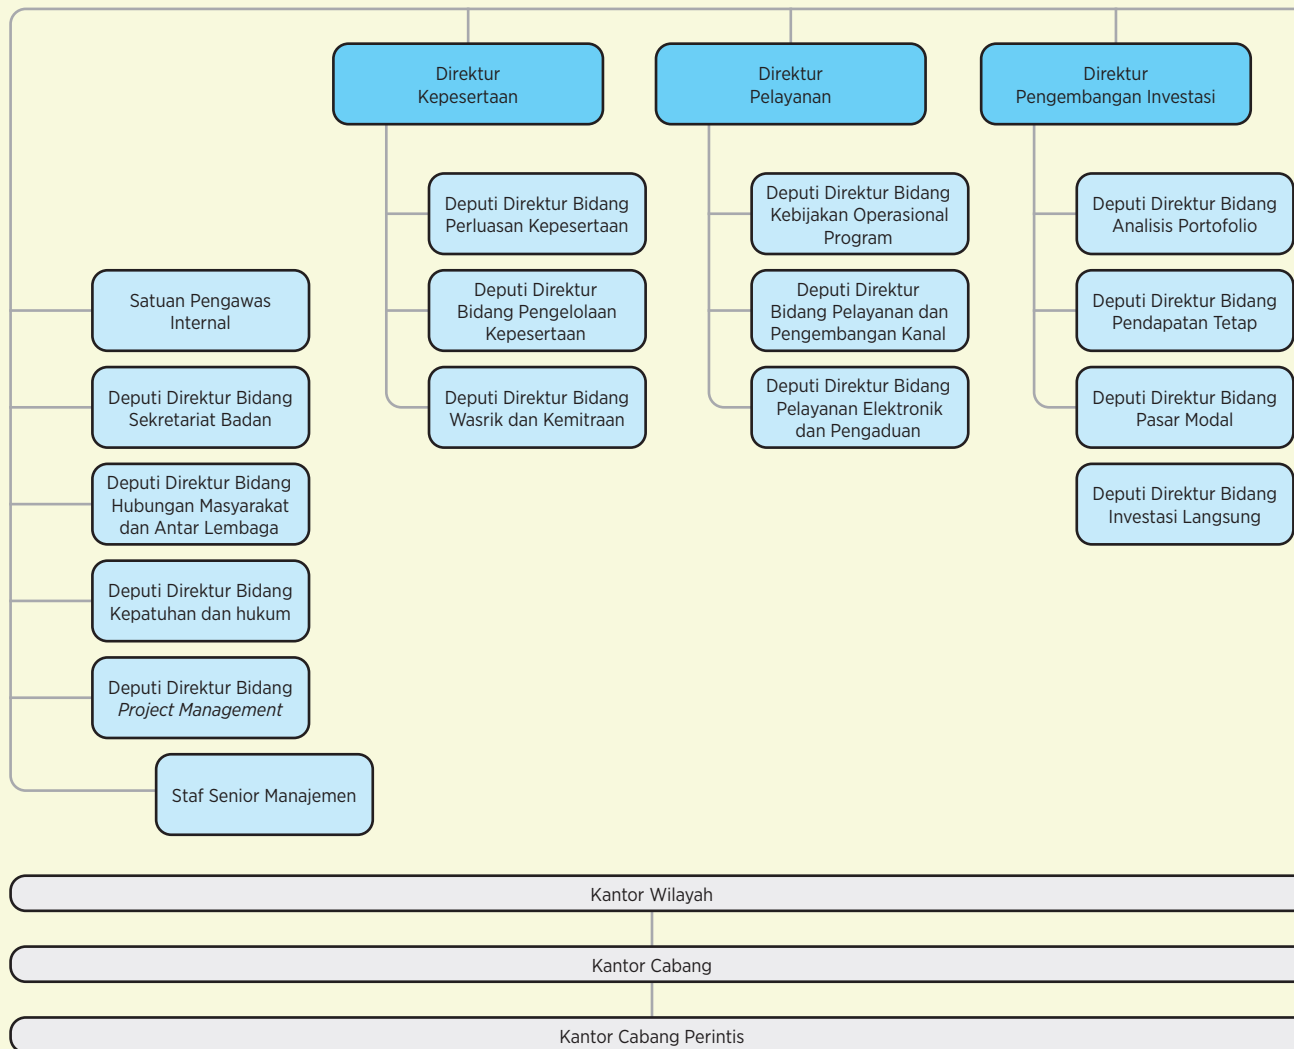 Direktur
Kepesertaan
Direktur
Pelayanan
Direktur
Pengembangan Investasi
Satuan Pengawas
Internal
Deputi Direktur Bidang
Sekretariat Badan
Deputi Direktur Bidang
Hubungan Masyarakat
dan Antar Lembaga
Deputi Direktur Bidang
Kepatuhan dan hukum
Deputi Direktur Bidang
Project Management
Staf Senior Manajemen
Deputi Direktur Bidang
Perluasan Kepesertaan
Deputi Direktur
Bidang Pengelolaan
Kepesertaan
Deputi Direktur Bidang
Wasrik dan Kemitraan
Deputi Direktur Bidang
Kebijakan Operasional
Program
Deputi Direktur
Bidang Pelayanan dan
Pengembangan Kanal
Deputi Direktur Bidang
Pelayanan Elektronik
dan Pengaduan
Deputi Direktur Bidang
Analisis Portofolio
Deputi Direktur Bidang
Pendapatan Tetap
Deputi Direktur Bidang
Pasar Modal
Deputi Direktur Bidang
Investasi Langsung
Kantor Wilayah
Kantor Cabang
Kantor Cabang Perintis